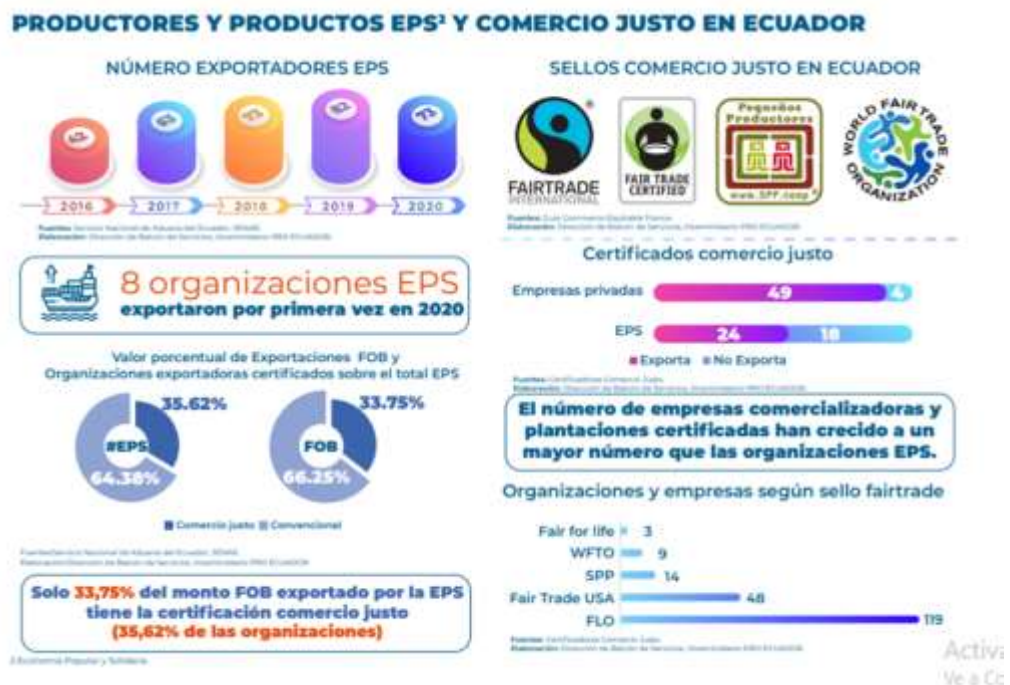 PRODUCTORES Y PRODUCTOS EPS² Y COMERCIO JUSTO EN ECUADOR
NÚMERO EXPORTADORES EPS
2016
2017
2018
2019
2020
8 organizaciones EPS
exportaron por primera vez en 2020
Valor porcentual de Exportaciones FOB y
Organizaciones exportadoras certificados sobre el total EPS
35.62%
#EPS
64.38%
33.75%
FOB
66.25%
Comercio justo Convencional
Solo 33,75% del monto FOB exportado por la EPS
tiene la certificación comercio justo
(35,62% de las organizaciones)
2 Economía Popular y Solidaria
SELLOS COMERCIO JUSTO EN ECUADOR
FAIRTRADE
INTERNATIONAL
FAIR TRADE
CERTIFIED
Pequeños
Productores
www.SPP.coop
WORLD FAIR TRADE
ORGANIZATION
Certificados comercio justo
Empresas privadas 49 4
EPS 24 18
Exporta No Exporta
El número de empresas comercializadoras y
plantaciones certificadas han crecido a un
mayor número que las organizaciones EPS.
Organizaciones y empresas según sello fairtrade
Fair for life 3
WFTO 9
SPP 14
Fair Trade USA 48
FLO 119